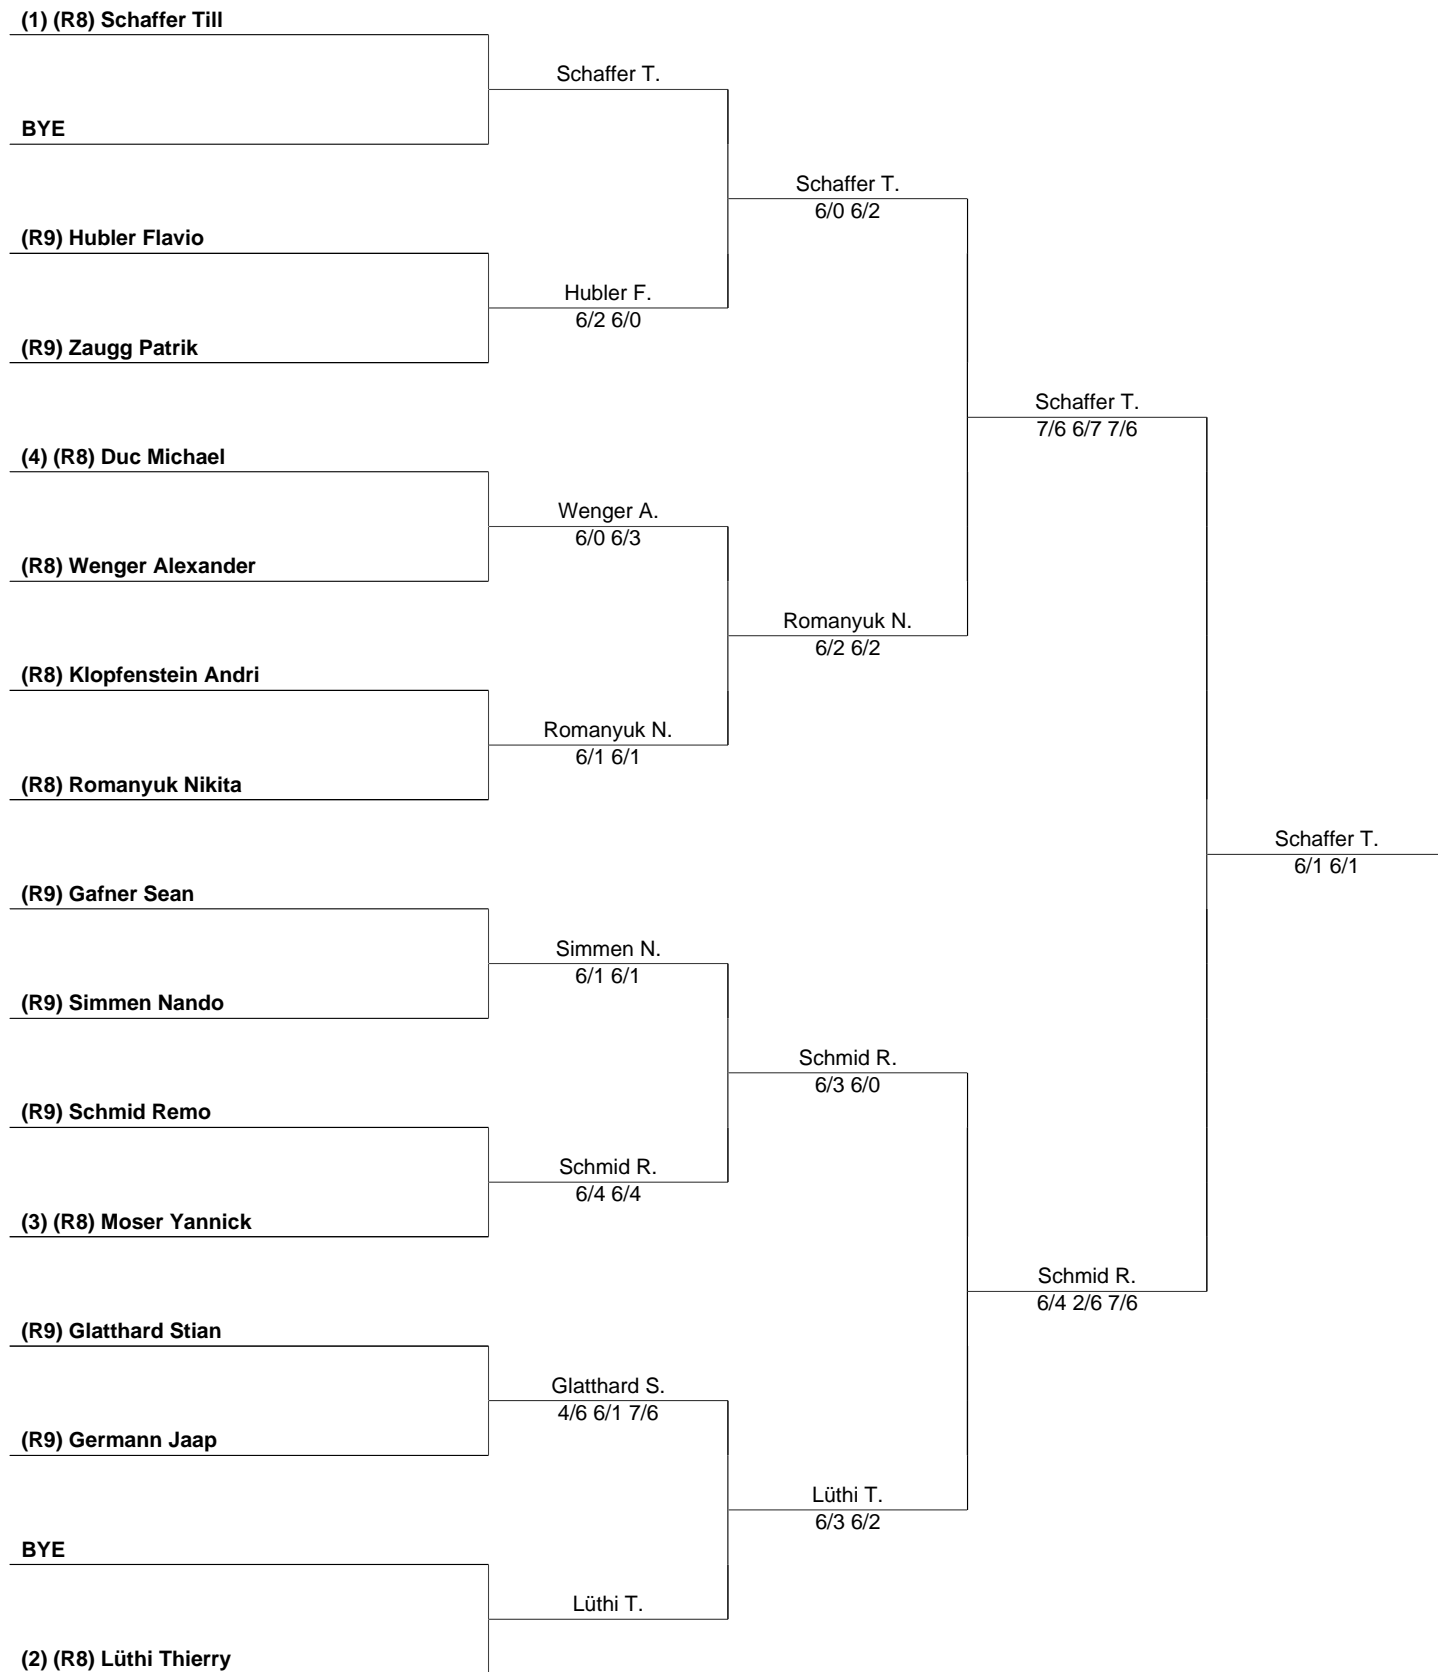 (1) (R8) Schaffer Till
Schaffer T.
BYE
Schaffer T.
6/0 6/2
(R9) Hubler Flavio
Hubler F.
6/2 6/0
(R9) Zaugg Patrik
Schaffer T.
7/6 6/7 7/6
(4) (R8) Duc Michael
Wenger A.
6/0 6/3
(R8) Wenger Alexander
Romanyuk N.
6/2 6/2
(R8) Klopfenstein Andri
Romanyuk N.
6/1 6/1
(R8) Romanyuk Nikita
Schaffer T.
6/1 6/1
(R9) Gafner Sean
Simmen N.
6/1 6/1
(R9) Simmen Nando
Schmid R.
6/3 6/0
(R9) Schmid Remo
Schmid R.
6/4 6/4
(3) (R8) Moser Yannick
Schmid R.
6/4 2/6 7/6
(R9) Glatthard Stian
Glatthard S.
4/6 6/1 7/6
(R9) Germann Jaap
Lüthi T.
6/3 6/2
BYE
Lüthi T.
(2) (R8) Lüthi Thierry